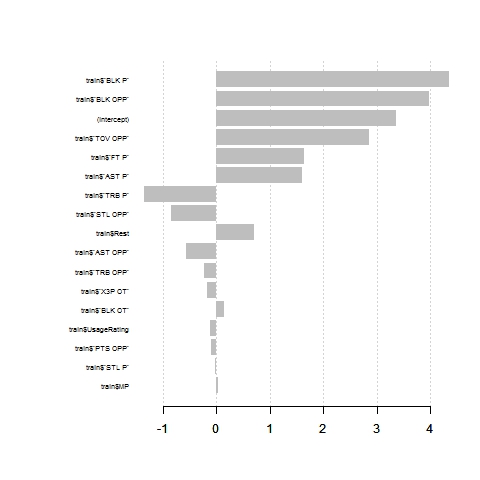 train$`BLK P`
train$`BLK OPP`
(Intercept)
train$`TOV OPP`
train$`FT P`
train$`AST P`
train$`TRB P`
train$`STL OPP`
train$Rest
train$`AST OPP`
train$`TRB OPP`
train$`X3P OT`
train$`BLK OT`
train$UsageRating
train$`PTS OPP`
train$`STL P`
train$MP
-1 0 1 2 3 4